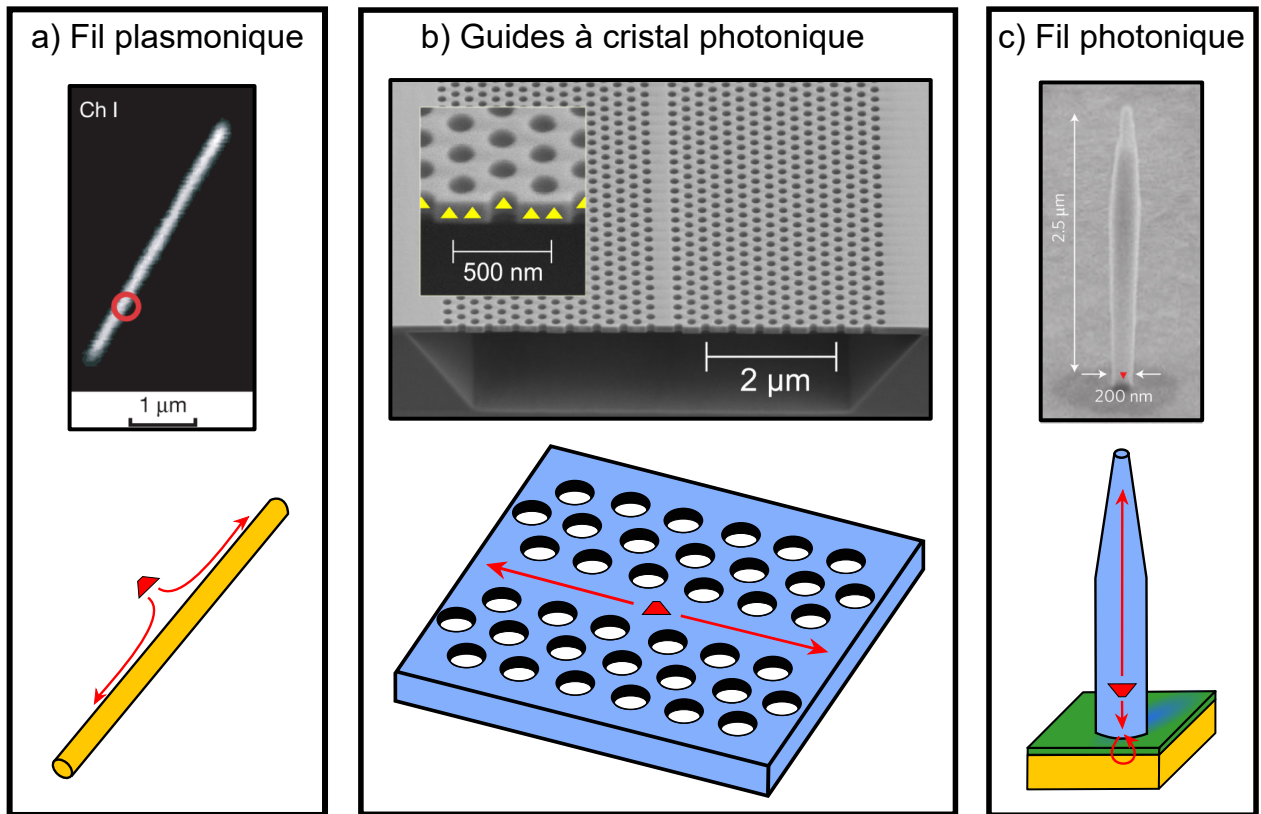 a) Fil plasmonique
Ch I
1 μm
b) Guides à cristal photonique
500 nm
2 μm
c) Fil photonique
2.5 μm
200 nm